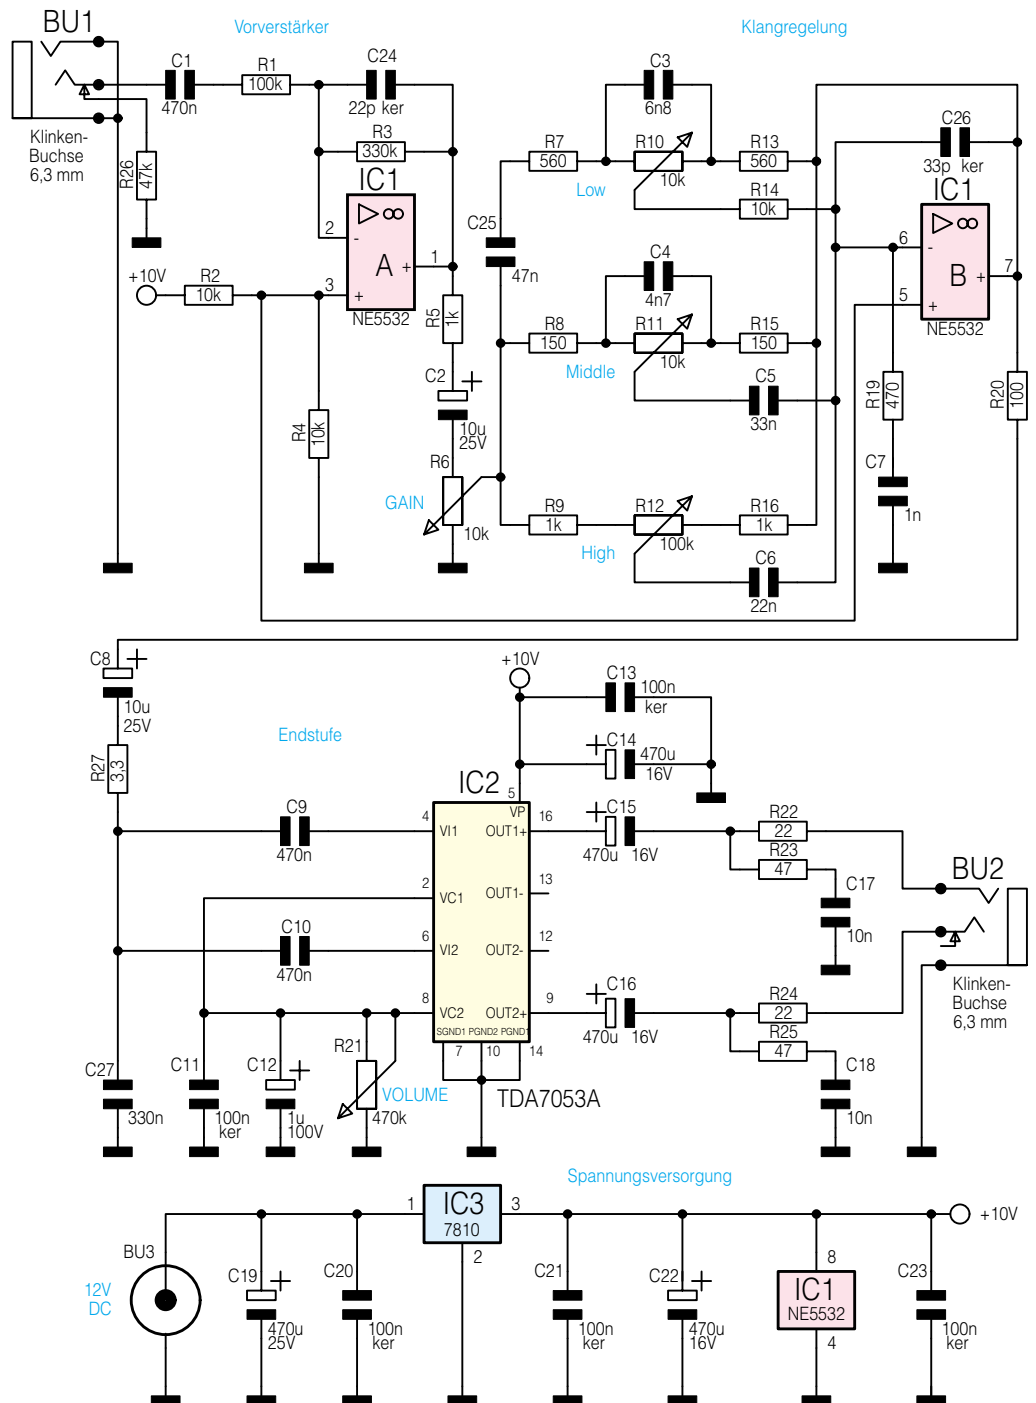 BU1
Vorverstärker
Klangregelung
C1
470n
R1
100k
C24
22p ker
R3
330k
Klinken-
Buchse
6,3 mm
R26
47k
IC1
2
-
A
+
1
3
+
NE5532
+10V
R2
10k
R4
10k
R5
1k
C2
+
10u
25V
R6
GAIN
10k
C3
6n8
R7
560
R10
10k
R13
560
Low
R14
10k
C25
47n
C4
4n7
R8
150
R11
10k
R15
150
Middle
C5
33n
R9
1k
R12
100k
R16
1k
High
C6
22n
C26
33p ker
IC1
6
-
B
+
7
5
+
NE5532
R19
470
R20
100
C7
1n
C8
+
10u
25V
R27
3,3
Endstufe
+10V
C13
100n
ker
C14
+
470u
16V
IC2
5
VP
C9
470n
4
VI1
OUT1+
16
2
VC1
OUT1-
13
C10
470n
6
VI2
OUT2-
12
8
VC2
OUT2+
9
SGND1 PGND2 PGND1
7
10
14
TDA7053A
C15
+
470u
16V
R22
22
R23
47
C17
10n
BU2
Klinken-
Buchse
6,3 mm
C16
+
470u
16V
R24
22
R25
47
C18
10n
C27
330n
C11
100n
ker
C12
+
1u
100V
R21
VOLUME
470k
Spannungsversorgung
BU3
12V
DC
C19
+
470u
25V
C20
100n
ker
1
IC3
7810
3
2
C21
100n
ker
C22
+
470u
16V
8
IC1
NE5532
4
C23
100n
ker
+10V